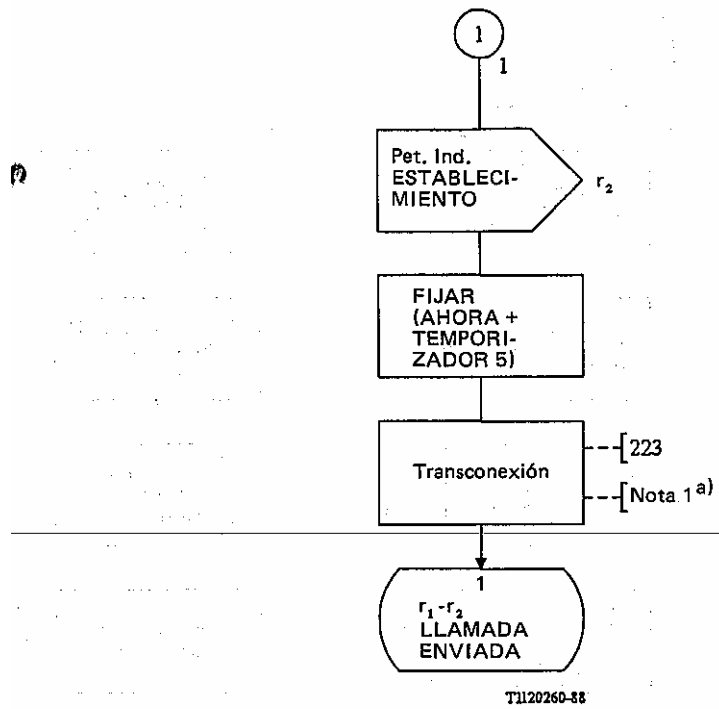 1
1
Pet. Ind.
ESTABLECI-
MIENTO
r₂
FIJAR
(AHORA +
TEMPORI-
ZADOR 5)
Transconexión
[223
[Nota 1 a)
1
r₁-r₂
LLAMADA
ENVIADA
T1120260-88